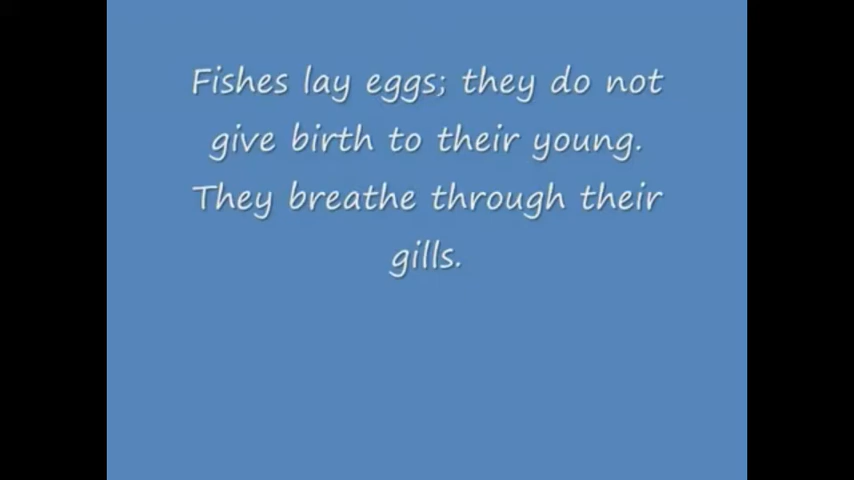 Fishes lay eggs; they do not
give birth to their young.
They breathe through their
gills.